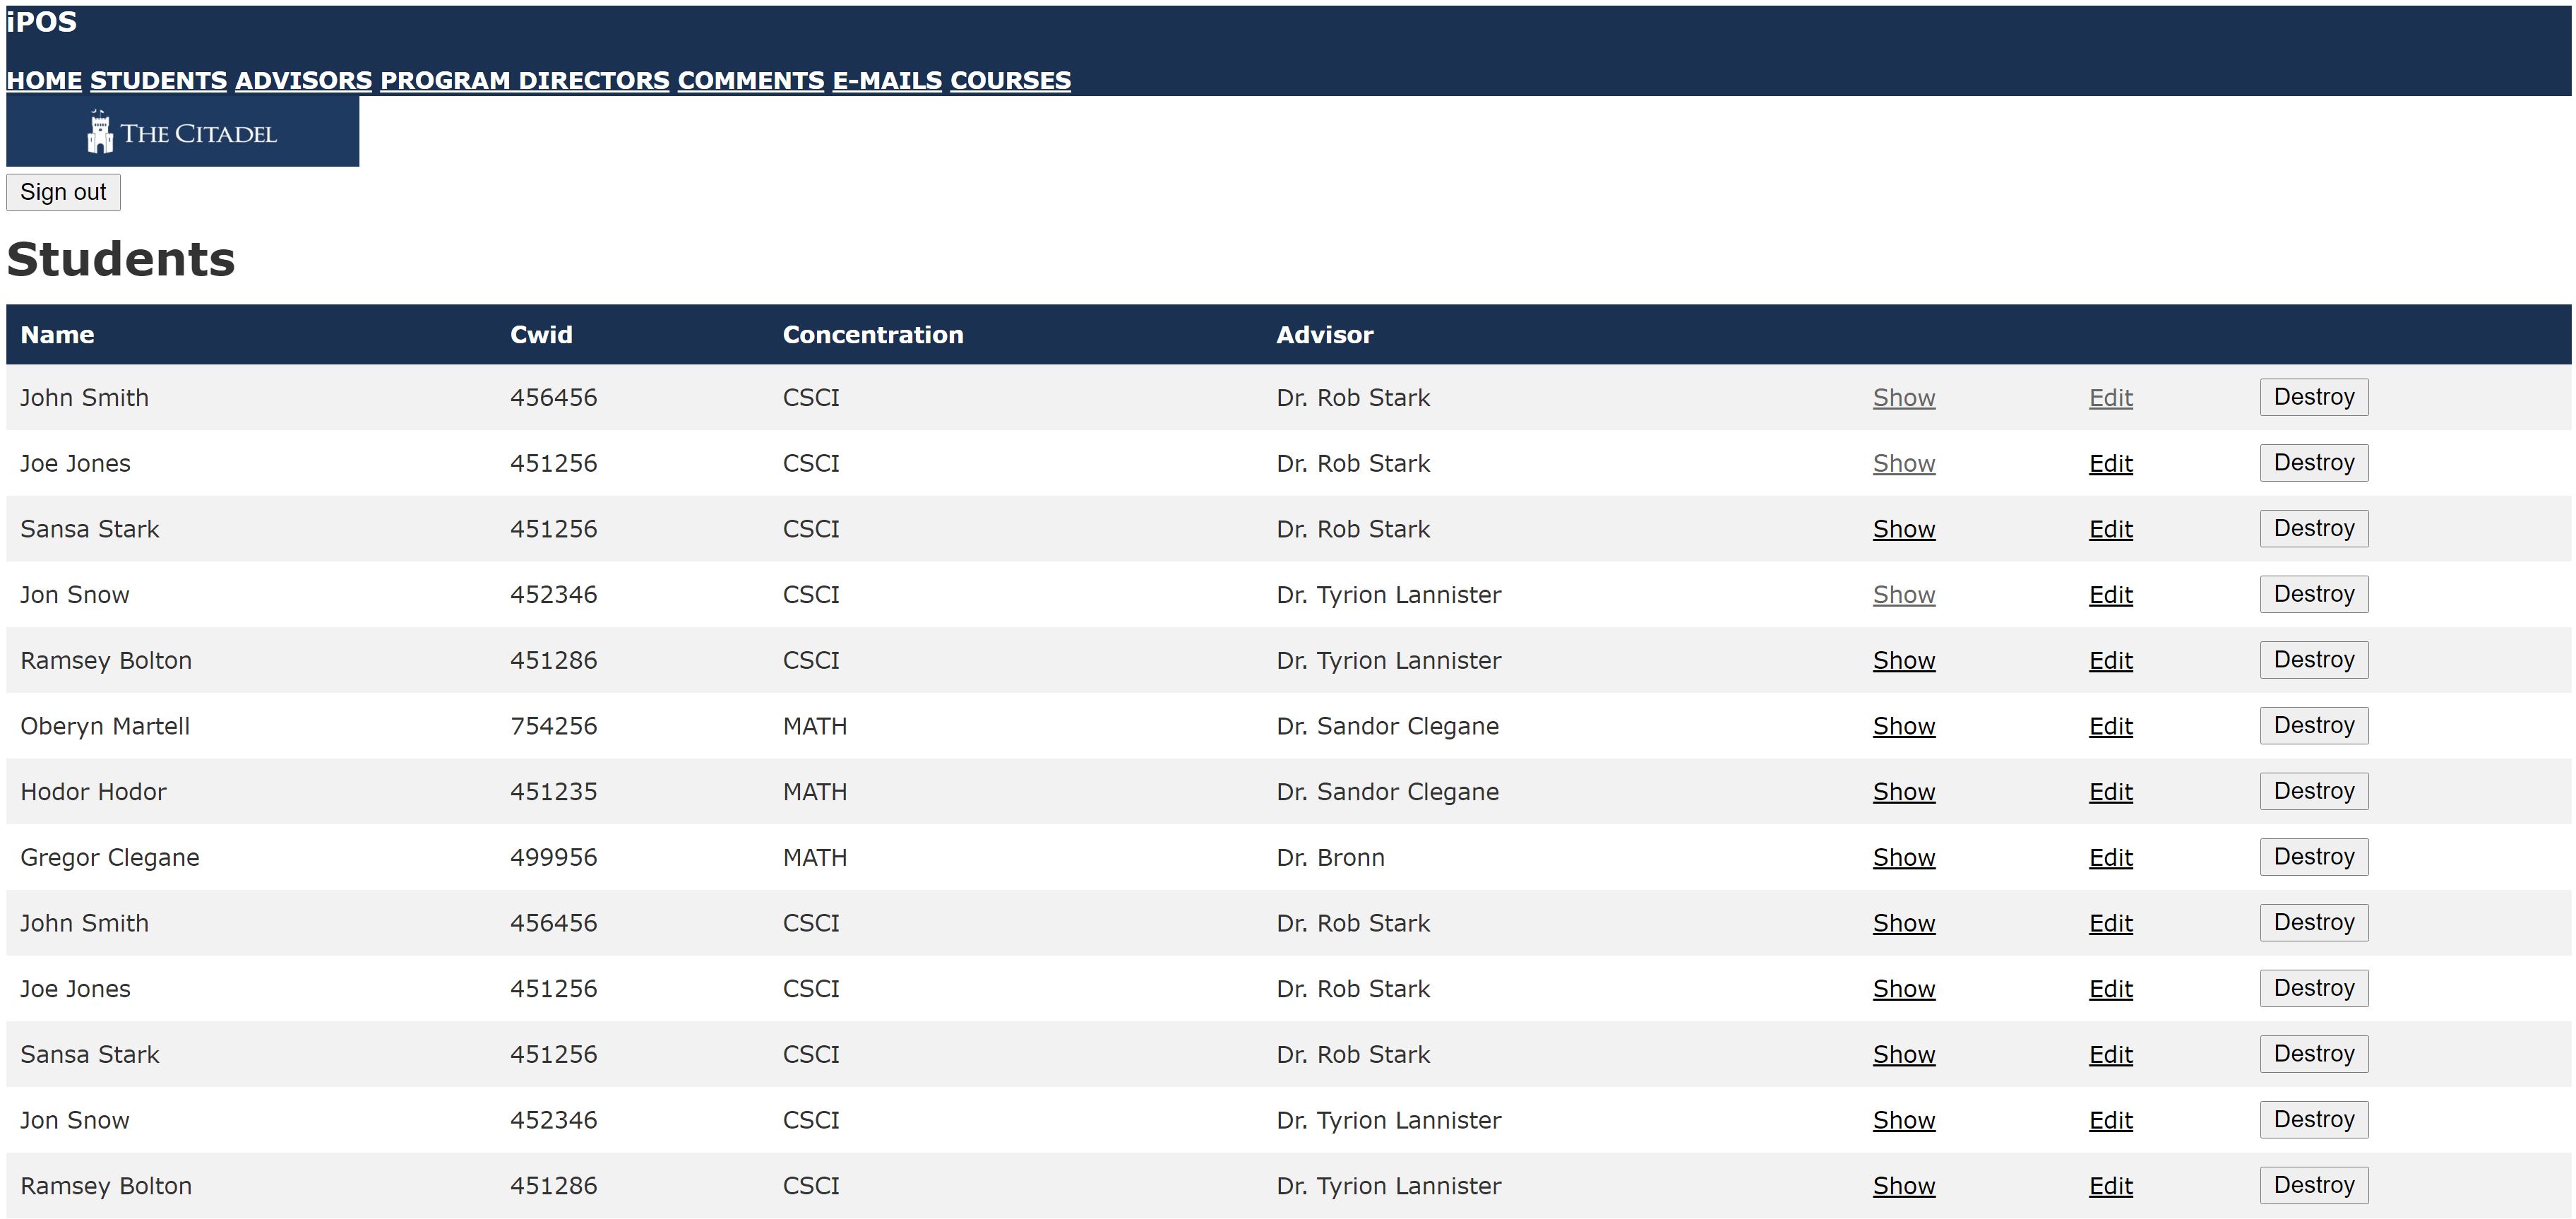 iPOS
HOME STUDENTS ADVISORS PROGRAM DIRECTORS COMMENTS E-MAILS COURSES
THE CITADEL
Sign out
Students
Name Cwid Concentration Advisor
John Smith 456456 CSCI Dr. Rob Stark Show Edit Destroy
Joe Jones 451256 CSCI Dr. Rob Stark Show Edit Destroy
Sansa Stark 451256 CSCI Dr. Rob Stark Show Edit Destroy
Jon Snow 452346 CSCI Dr. Tyrion Lannister Show Edit Destroy
Ramsey Bolton 451286 CSCI Dr. Tyrion Lannister Show Edit Destroy
Oberyn Martell 754256 MATH Dr. Sandor Clegane Show Edit Destroy
Hodor Hodor 451235 MATH Dr. Sandor Clegane Show Edit Destroy
Gregor Clegane 499956 MATH Dr. Bronn Show Edit Destroy
John Smith 456456 CSCI Dr. Rob Stark Show Edit Destroy
Joe Jones 451256 CSCI Dr. Rob Stark Show Edit Destroy
Sansa Stark 451256 CSCI Dr. Rob Stark Show Edit Destroy
Jon Snow 452346 CSCI Dr. Tyrion Lannister Show Edit Destroy
Ramsey Bolton 451286 CSCI Dr. Tyrion Lannister Show Edit Destroy